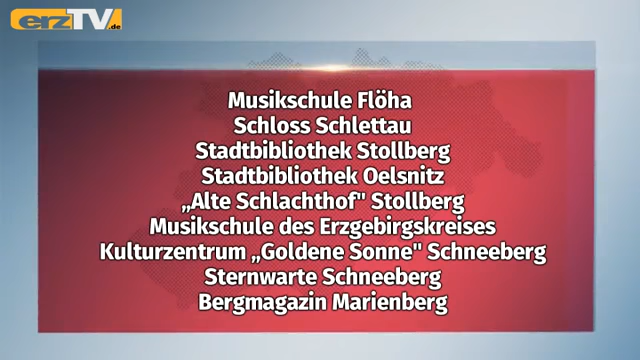 erzTV.de
Musikschule Flöha
Schloss Schlettau
Stadtbibliothek Stollberg
Stadtbibliothek Oelsnitz
„Alte Schlachthof" Stollberg
Musikschule des Erzgebirgskreises
Kulturzentrum „Goldene Sonne" Schneeberg
Sternwarte Schneeberg
Bergmagazin Marienberg